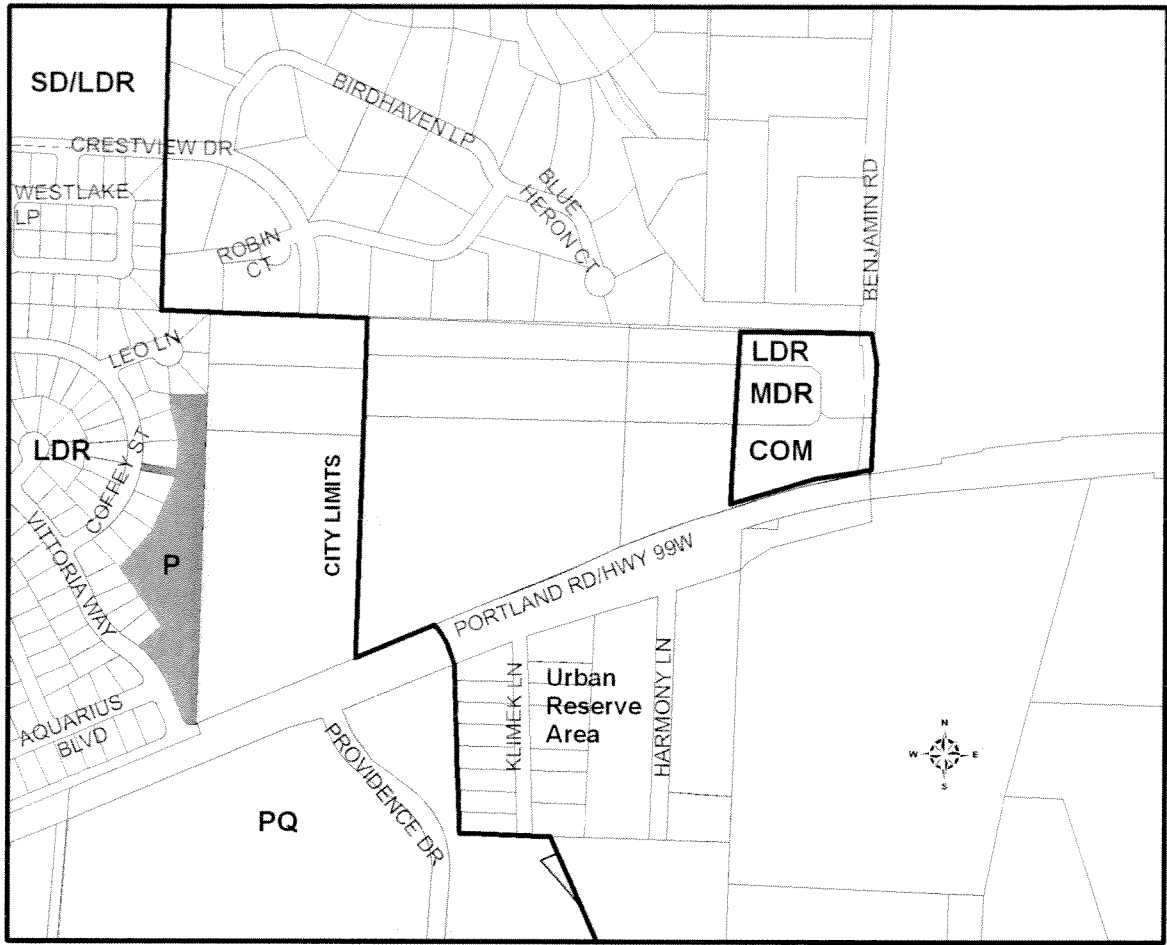 SD/LDR
BIRDHAVEN LP
CRESTVIEW DR
WESTLAKE
LP
BLUE
HERON CT
BENJAMIN RD
ROBIN
CT
LEO LN
LDR
MDR
COM
LDR
COFFEY ST
CITY LIMITS
VITTORIA WAY
P
PORTLAND RD/HWY 99W
Urban
Reserve
Area
KLIMEK LN
HARMONY LN
AQUARIUS
BLVD
PROVIDENCE DR
PQ
N
W
E
S